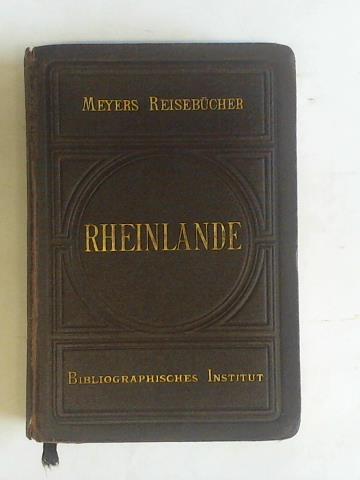 MEYERS REISEBÜCHER
RHEINLANDE
BIBLIOGRAPHISCHES INSTITUT